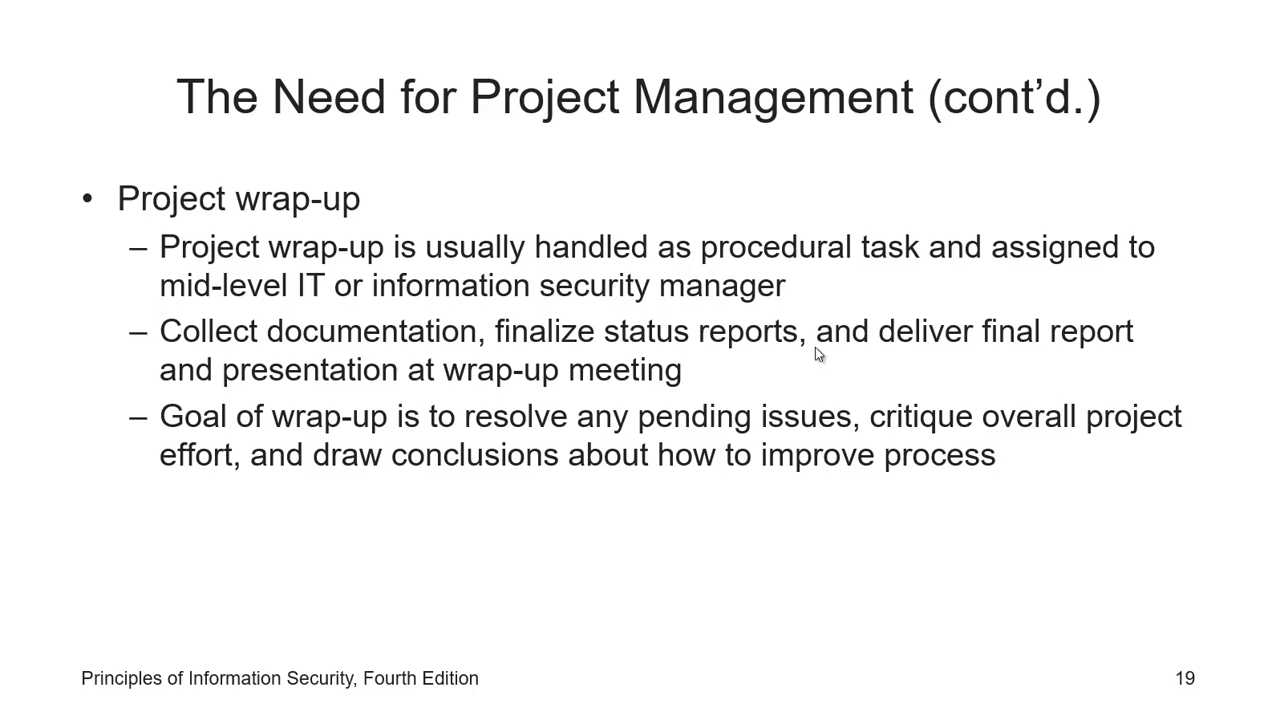 The Need for Project Management (cont’d.)
• Project wrap-up
– Project wrap-up is usually handled as procedural task and assigned to
mid-level IT or information security manager
– Collect documentation, finalize status reports, and deliver final report
and presentation at wrap-up meeting
– Goal of wrap-up is to resolve any pending issues, critique overall project
effort, and draw conclusions about how to improve process
Principles of Information Security, Fourth Edition
19